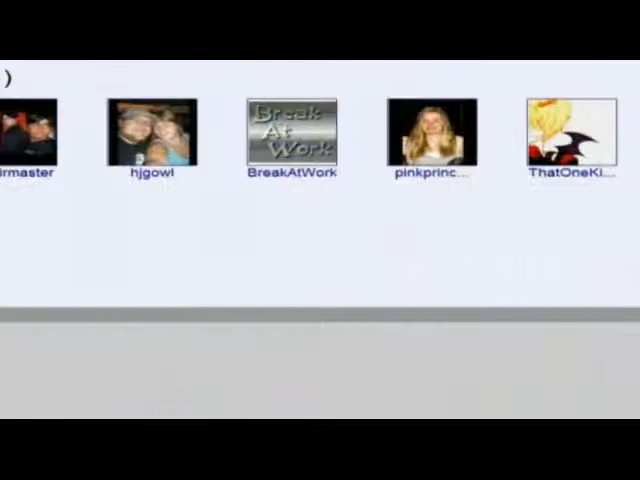 )
Break
At
Work
irmaster
hjgowl
BreakAtWork
pinkprinc...
ThatOneKi...